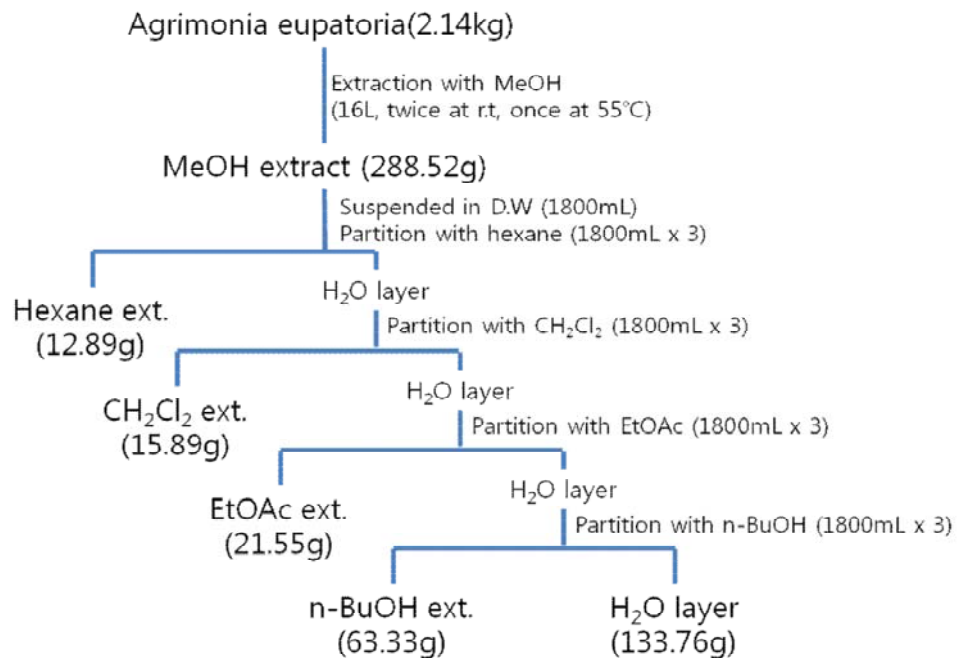 Agrimonia eupatoria(2.14kg)
Extraction with MeOH
(16L, twice at r.t, once at 55℃)
MeOH extract (288.52g)
Suspended in D.W (1800mL)
Partition with hexane (1800mL x 3)
Hexane ext.
(12.89g)
H₂O layer
Partition with CH₂Cl₂ (1800mL x 3)
CH₂Cl₂ ext.
(15.89g)
H₂O layer
Partition with EtOAc (1800mL x 3)
EtOAc ext.
(21.55g)
H₂O layer
Partition with n-BuOH (1800mL x 3)
n-BuOH ext.
(63.33g)
H₂O layer
(133.76g)